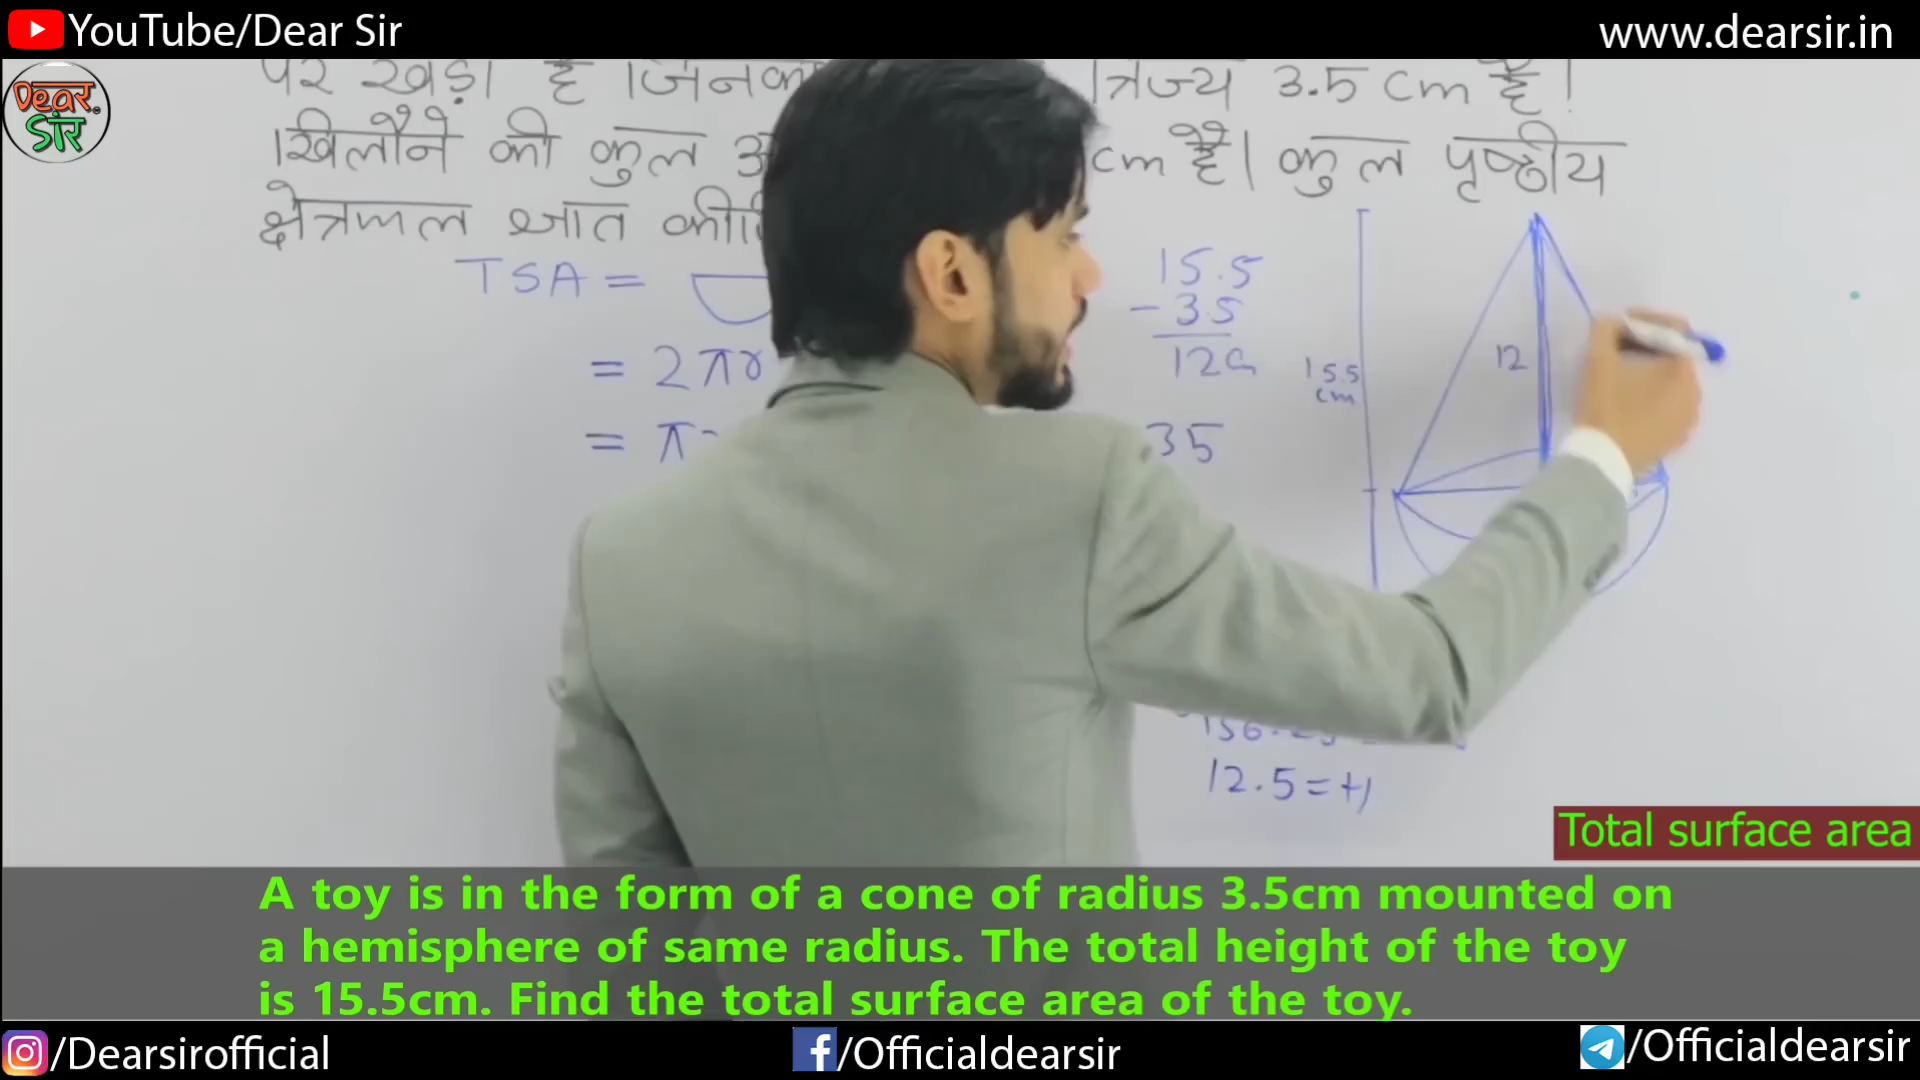 YouTube/Dear Sir
www.dearsir.in
Dear
सर
पर खड़ा है जिनका त्रिज्य 3.5 cm है।
खिलौने की कुल cm है। कुल पृष्ठीय
क्षेत्रफल ज्ञात
TSA =
15.5
- 3.5
= 2πr
12
12
15.5
cm
= π
35
12.5 =
Total surface area
A toy is in the form of a cone of radius 3.5cm mounted on
a hemisphere of same radius. The total height of the toy
is 15.5cm. Find the total surface area of the toy.
/Dearsirofficial
/Officialdearsir
/Officialdearsir